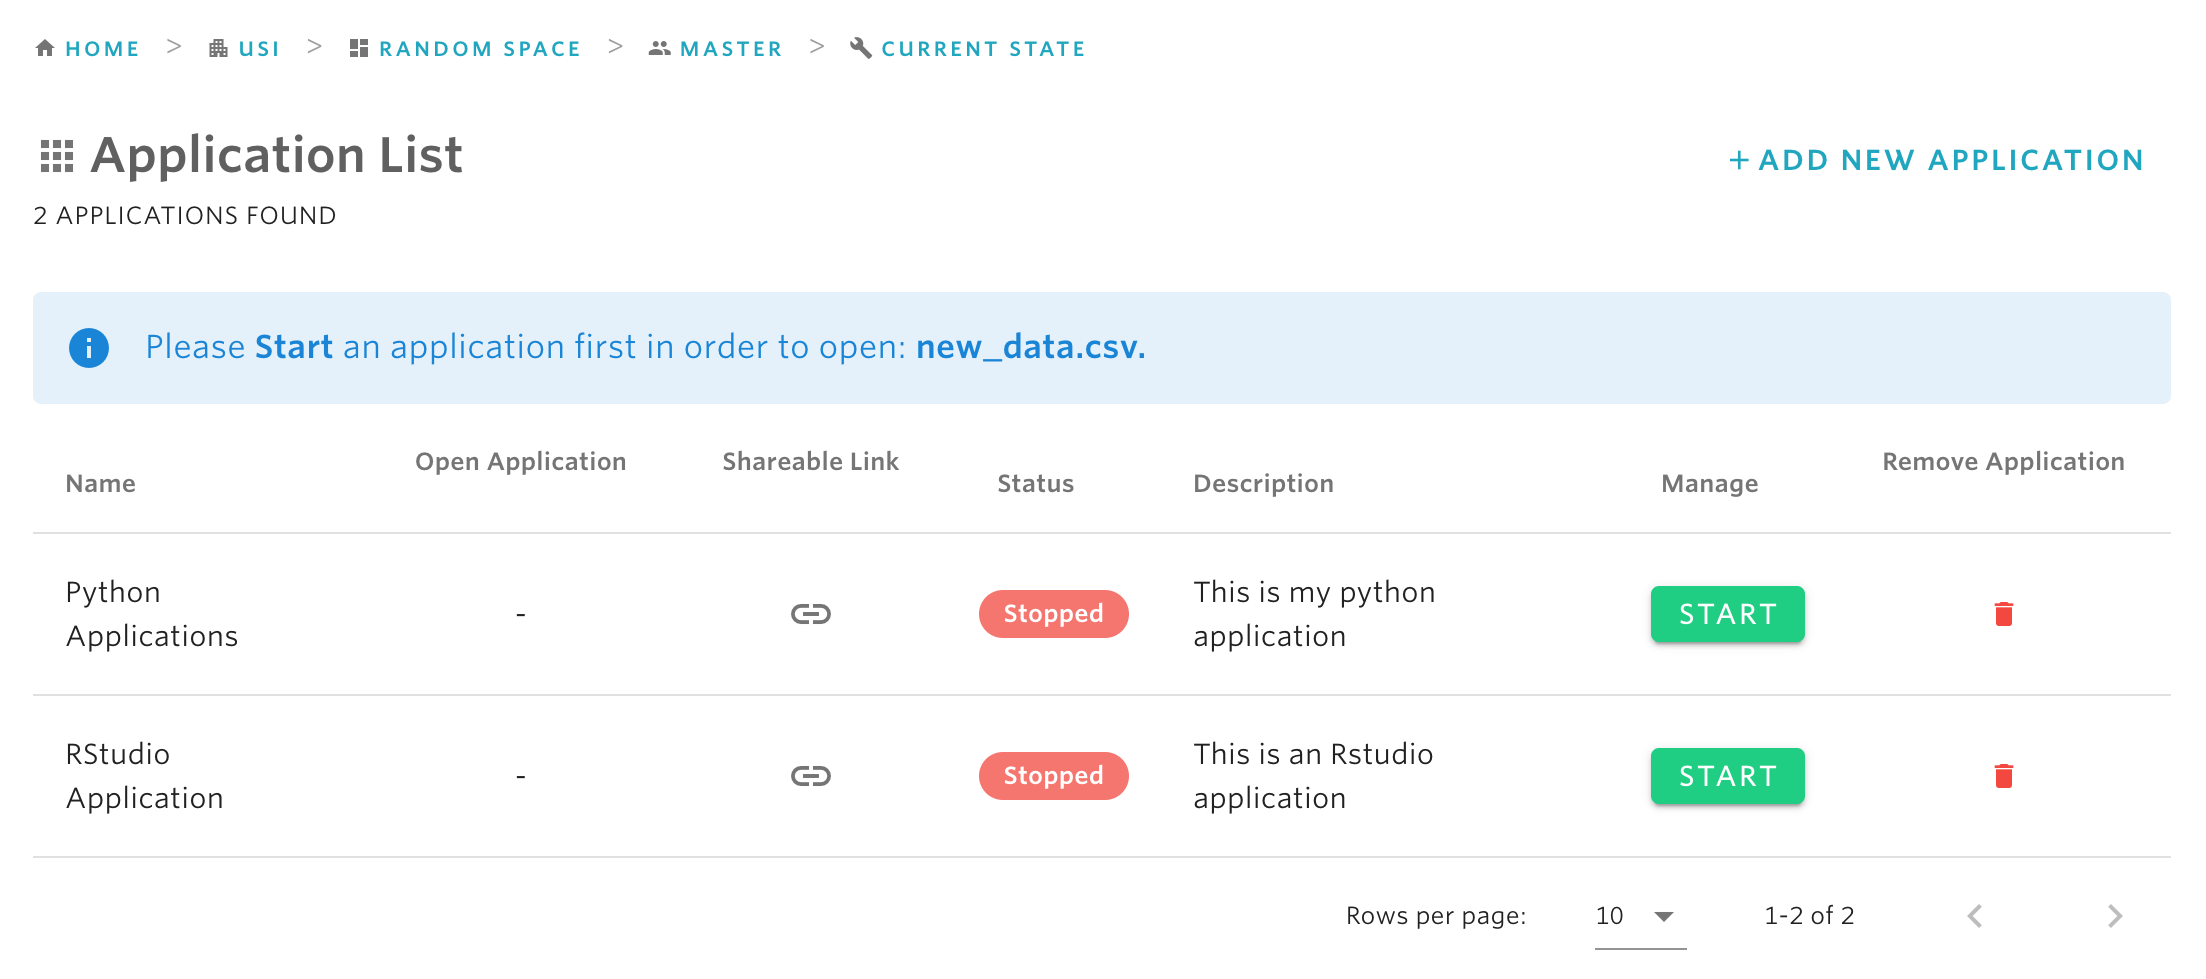 HOME > USI > RANDOM SPACE > MASTER > CURRENT STATE
Application List
+ ADD NEW APPLICATION
2 APPLICATIONS FOUND
Please Start an application first in order to open: new_data.csv.
Name Open Application Shareable Link Status Description Manage Remove Application
Python
Applications
-
Stopped
This is my python
application
START
RStudio
Application
-
Stopped
This is an Rstudio
application
START
Rows per page: 10 1-2 of 2